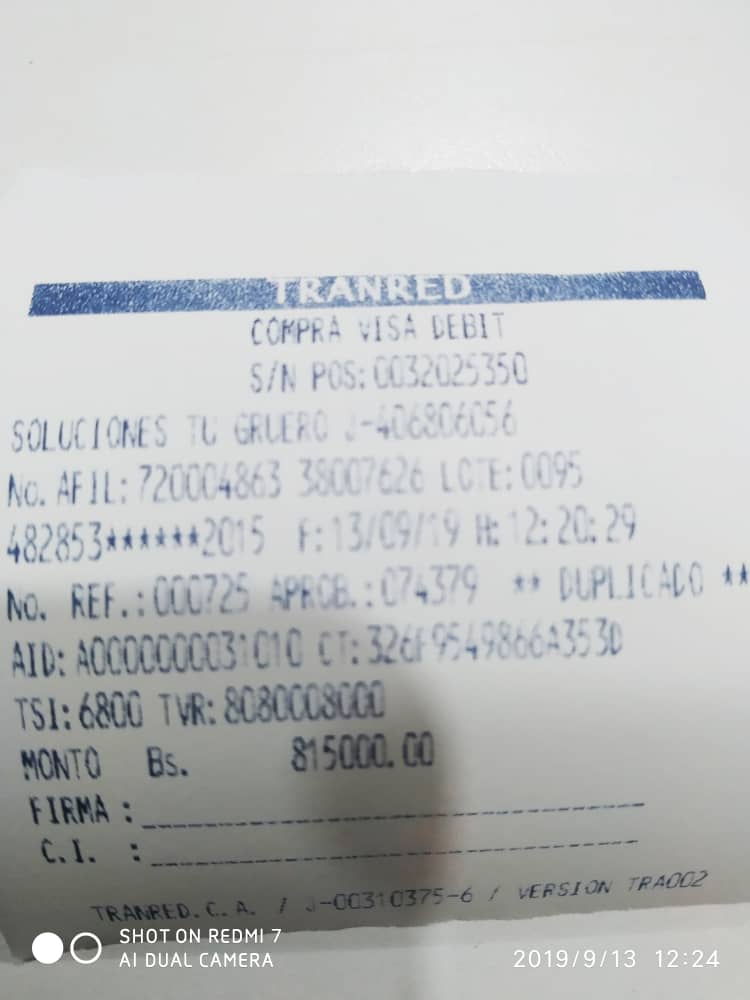 TRANRED
COMPRA VISA DEBIT
S/N POS: 0032025350
SOLUCIONES TU GRUERO J-406806056
No. AFIL: 720004863 38007626 LOTE: 0095
482853******2015 F: 13/09/19 H: 12:20:29
No. REF.: 000725 APROB.: 074379 ** DUPLICADO **
AID: A0000000031010 CT: 326F9549866A353D
TSI: 6800 TVR: 8080008000
MONTO Bs. 815000.00
FIRMA :
C.I. :
TRANRED.C.A. / J-00310375-6 / VERSION TRA002
SHOT ON REDMI 7
AI DUAL CAMERA
2019/9/13 12:24